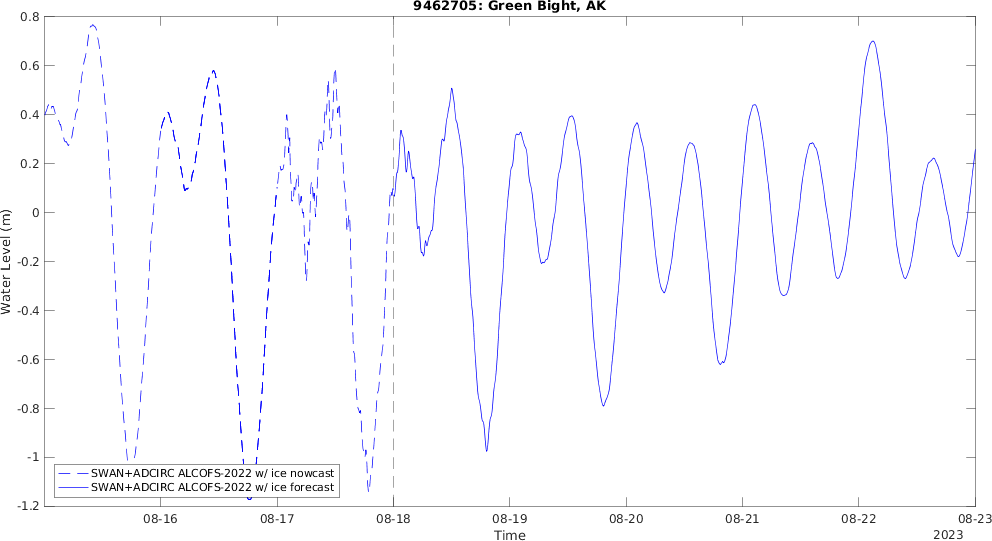 9462705: Green Bight, AK
0.8
0.6
0.4
0.2
0
-0.2
-0.4
-0.6
-0.8
-1
-1.2
Water Level (m)
SWAN+ADCIRC ALCOFS-2022 w/ ice nowcast
SWAN+ADCIRC ALCOFS-2022 w/ ice forecast
08-16 08-17 08-18 08-19 08-20 08-21 08-22 08-23
Time
2023